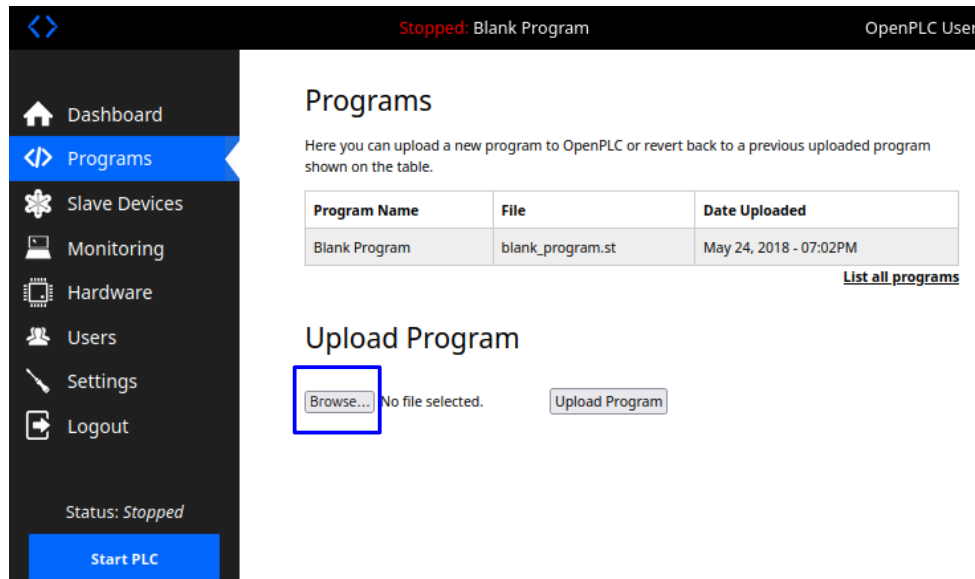 Stopped: Blank Program
OpenPLC User
Dashboard
Programs
Slave Devices
Monitoring
Hardware
Users
Settings
Logout
Status: Stopped
Start PLC
Programs
Here you can upload a new program to OpenPLC or revert back to a previous uploaded program
shown on the table.
Program Name File Date Uploaded
Blank Program blank_program.st May 24, 2018 - 07:02PM
List all programs
Upload Program
Browse... No file selected. Upload Program